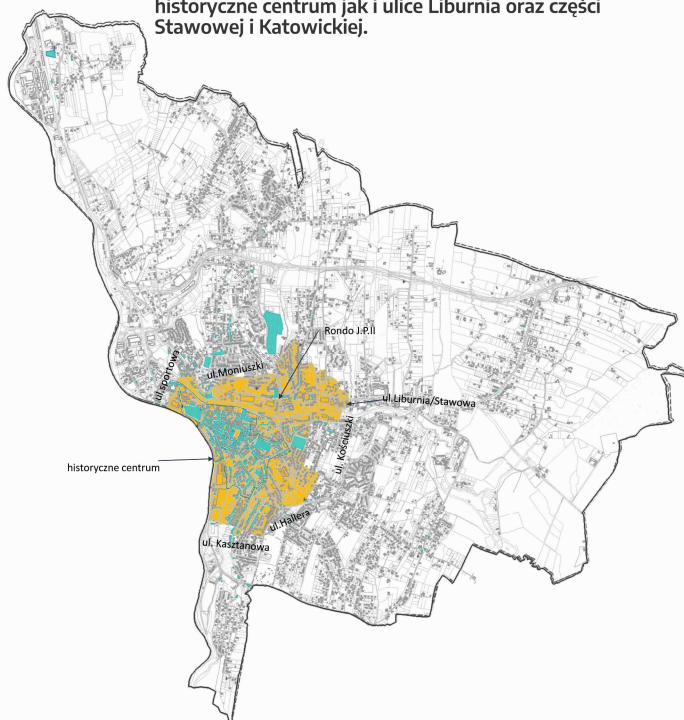 historyczne centrum jak i ulice Liburnia oraz części
Stawowej i Katowickiej.
Rondo J.P.II
ul.sportowa
ul.Moniuszki
ul.Liburnia/Stawowa
ul. Kościuszki
historyczne centrum
ul.Hallera
ul. Kasztanowa